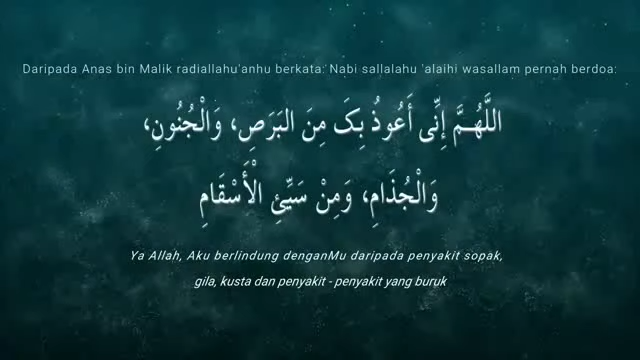 Daripada Anas bin Malik radiallahu'anhu berkata: Nabi sallalahu 'alaihi wasallam pernah berdoa:
اللَّهُمَّ إِنِّى أَعُوذُ بِكَ مِنَ البَرَصِ، وَالْجُنُونِ،
وَالْجُذَامِ، وَمِنْ سَيِّئِ الْأَسْقَامِ
Ya Allah, Aku berlindung denganMu daripada penyakit sopak,
gila, kusta dan penyakit - penyakit yang buruk